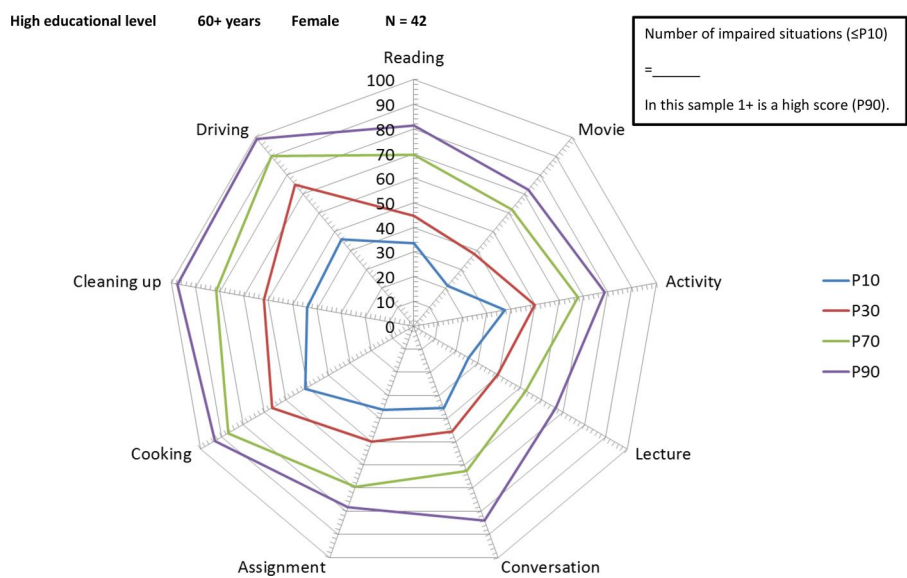 High educational level 60+ years Female N = 42
Number of impaired situations (≤P10)
=______
In this sample 1+ is a high score (P90).
Reading
Movie
Activity
Lecture
Conversation
Assignment
Cooking
Cleaning up
Driving
100
90
80
70
60
50
40
30
20
10
0
P10
P30
P70
P90